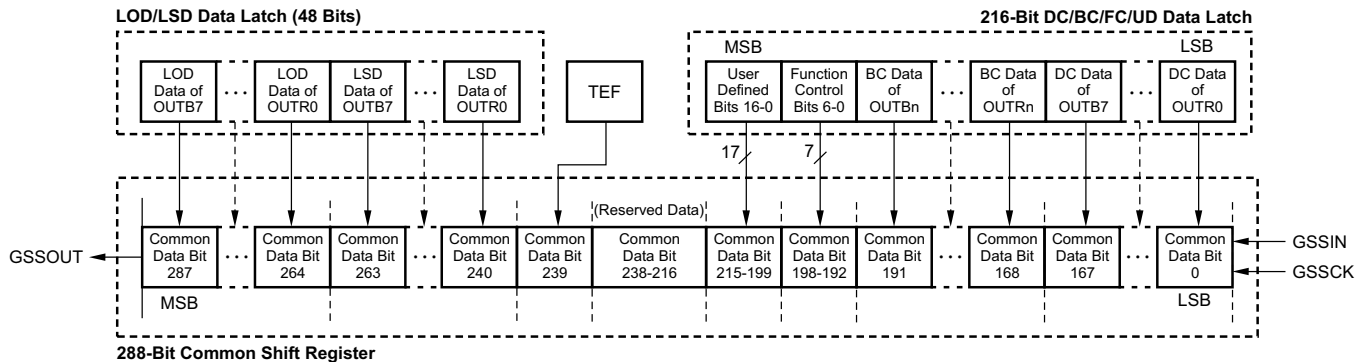 LOD/LSD Data Latch (48 Bits)
216-Bit DC/BC/FC/UD Data Latch
MSB
LSB
LOD
Data of
OUTB7
...
LOD
Data of
OUTR0
LSD
Data of
OUTB7
...
LSD
Data of
OUTR0
TEF
User
Defined
Bits 16-0
Function
Control
Bits 6-0
BC Data
of
OUTBn
...
BC Data
of
OUTRn
DC Data
of
OUTB7
...
DC Data
of
OUTR0
17
7
(Reserved Data)
GSSOUT
Common
Data Bit
287
...
Common
Data Bit
264
Common
Data Bit
263
...
Common
Data Bit
240
Common
Data Bit
239
Common
Data Bit
238-216
Common
Data Bit
215-199
Common
Data Bit
198-192
Common
Data Bit
191
...
Common
Data Bit
168
Common
Data Bit
167
...
Common
Data Bit
0
GSSIN
GSSCK
MSB
LSB
288-Bit Common Shift Register